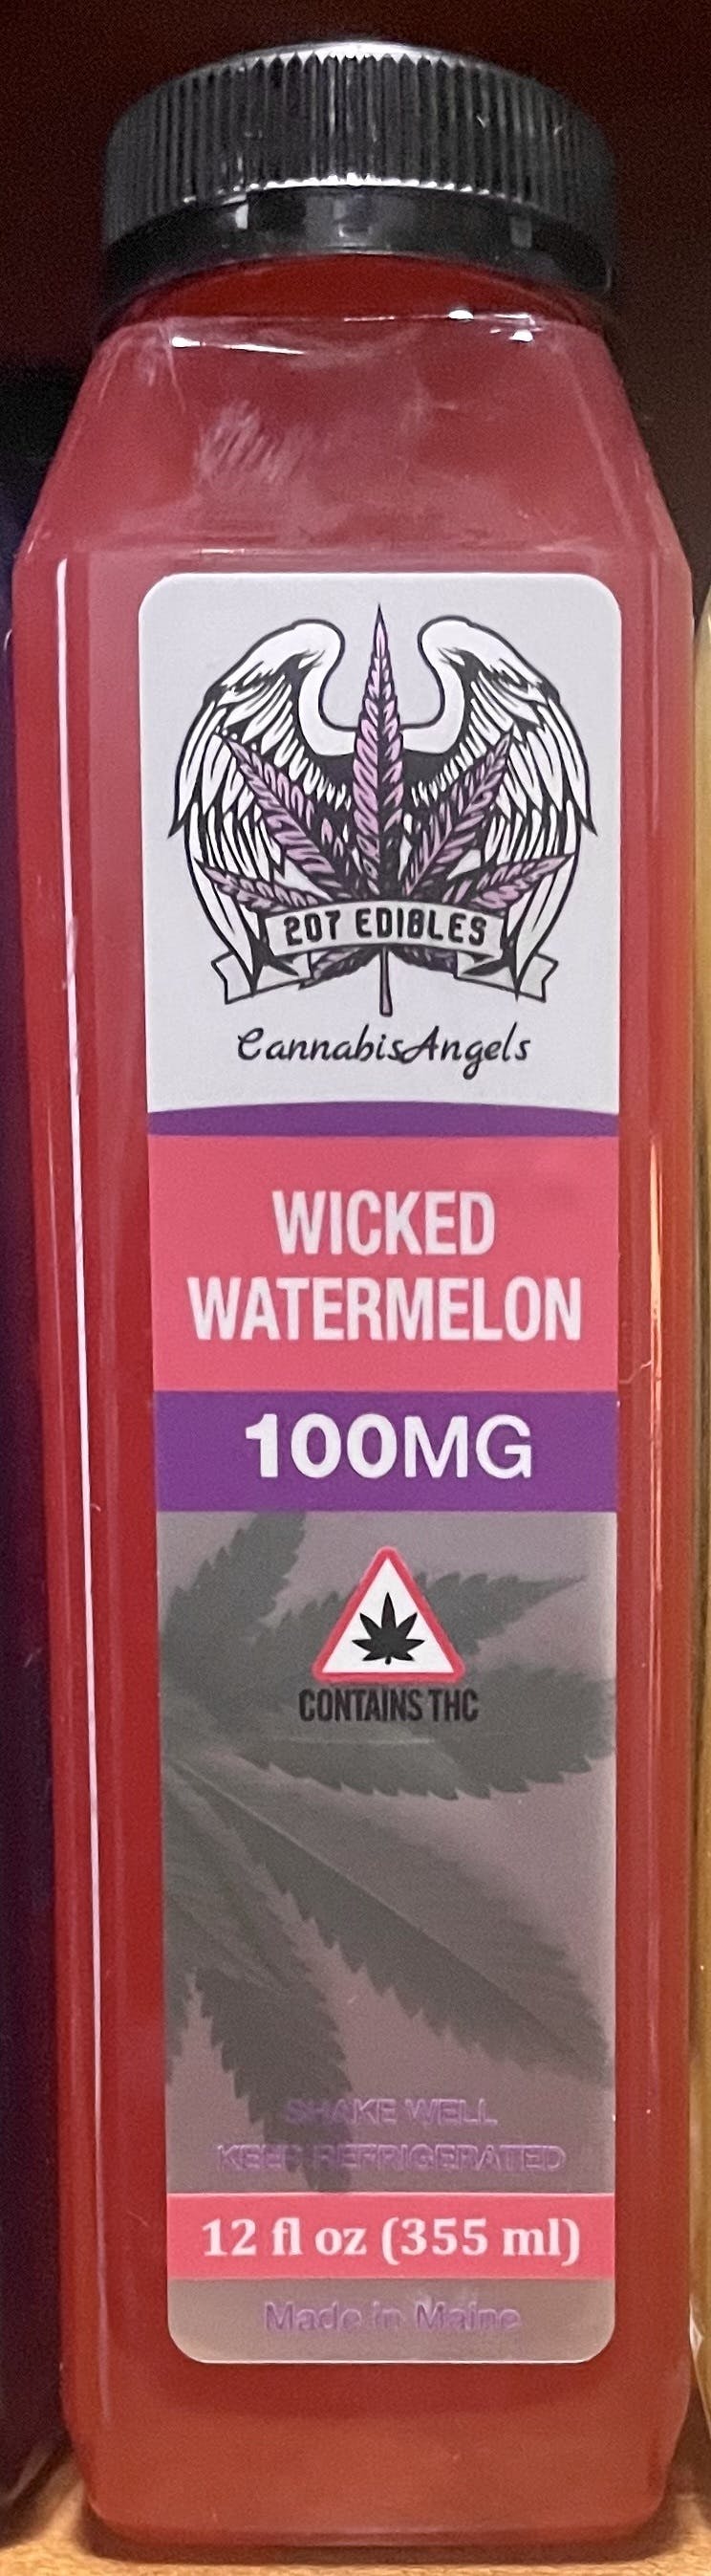 207 EDIBLES
CannabisAngels
WICKED
WATERMELON
100MG
CONTAINS THC
SHAKE WELL
KEEP REFRIGERATED
12 fl oz (355 ml)
Made in Maine